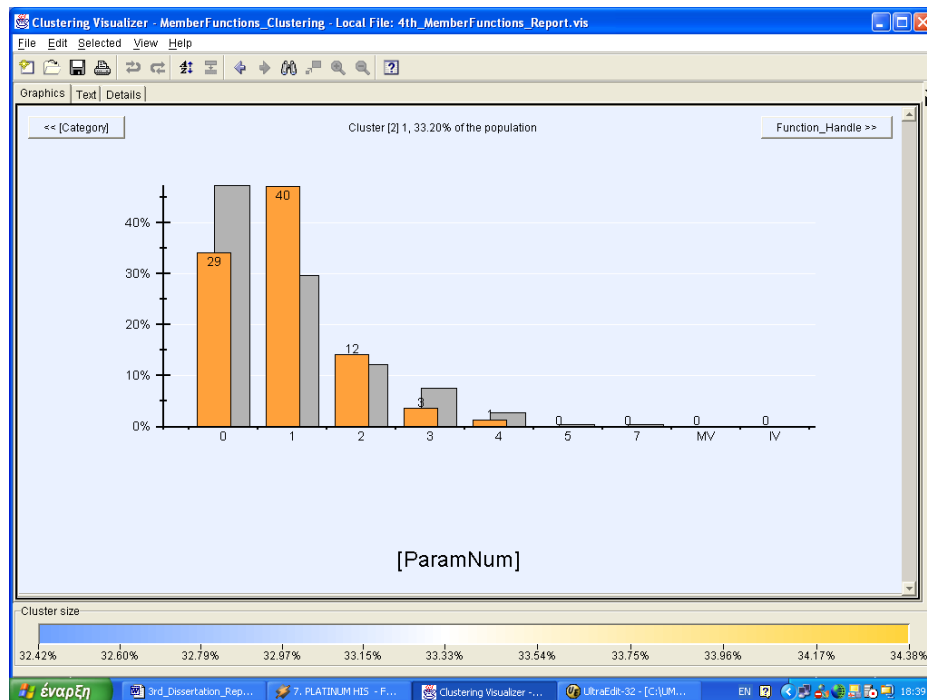 Clustering Visualizer - MemberFunctions_Clustering - Local File: 4th_MemberFunctions_Report.vis
File Edit Selected View Help
Graphics Text Details
<< [Category]
Cluster [2] 1, 33.20% of the population
Function_Handle >>
40%
30%
20%
10%
0%
29
40
12
3
1
0
0
0
0
0 1 2 3 4 5 7 MV IV
[ParamNum]
Cluster size
32.42% 32.60% 32.79% 32.97% 33.15% 33.33% 33.54% 33.75% 33.96% 34.17% 34.38%
έναρξη 3rd_Dissertation_Rep... 7. PLATINUM HIS - F... Clustering Visualizer -... UltraEdit-32 - [C:\UM... EN 18:39